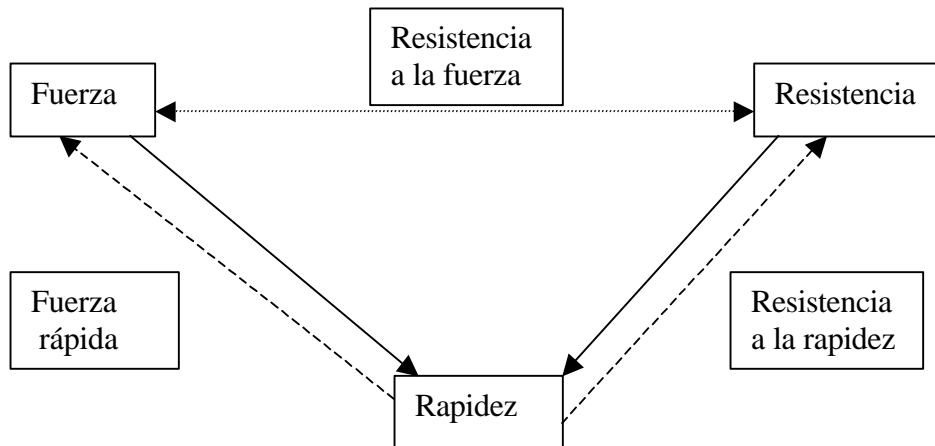 Resistencia
a la fuerza
Fuerza
Resistencia
Fuerza
rápida
Resistencia
a la rapidez
Rapidez